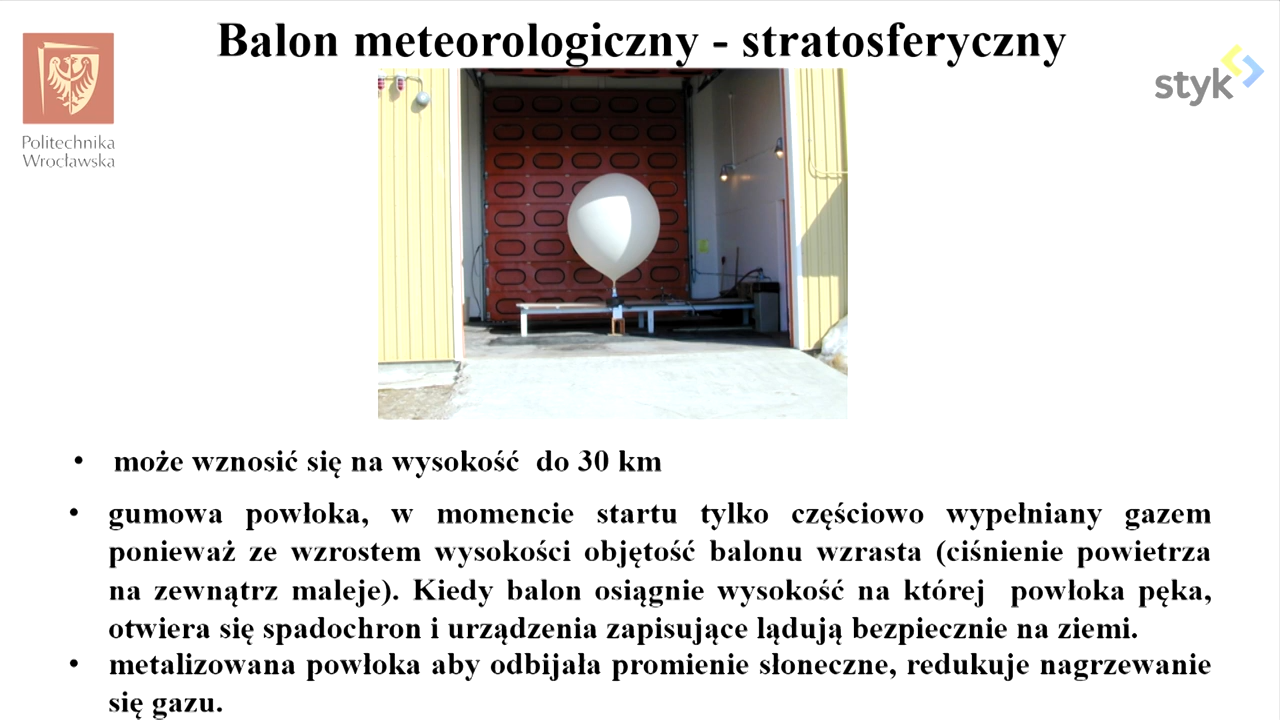 Balon meteorologiczny - stratosferyczny
Politechnika
Wrocławska
styk
• może wznosić się na wysokość do 30 km
• gumowa powłoka, w momencie startu tylko częściowo wypełniany gazem
ponieważ ze wzrostem wysokości objętość balonu wzrasta (ciśnienie powietrza
na zewnątrz maleje). Kiedy balon osiągnie wysokość na której powłoka pęka,
otwiera się spadochron i urządzenia zapisujące lądują bezpiecznie na ziemi.
• metalizowana powłoka aby odbijała promienie słoneczne, redukuje nagrzewanie
się gazu.